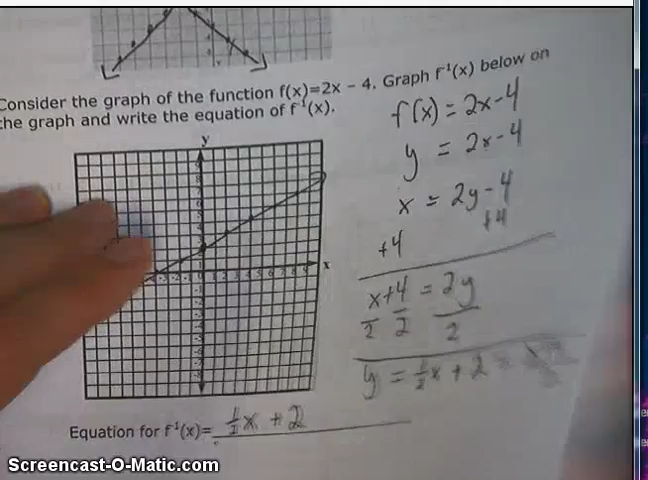 Consider the graph of the function f(x)=2x - 4. Graph f⁻¹(x) below on
the graph and write the equation of f⁻¹(x).
f(x) = 2x-4
y = 2x-4
x = 2y-4
+4 +4
x+4 = 2y
2 2 2
y = 1/2 x + 2
y
x
Equation for f⁻¹(x)= 1/2 x + 2
Screencast-O-Matic.com